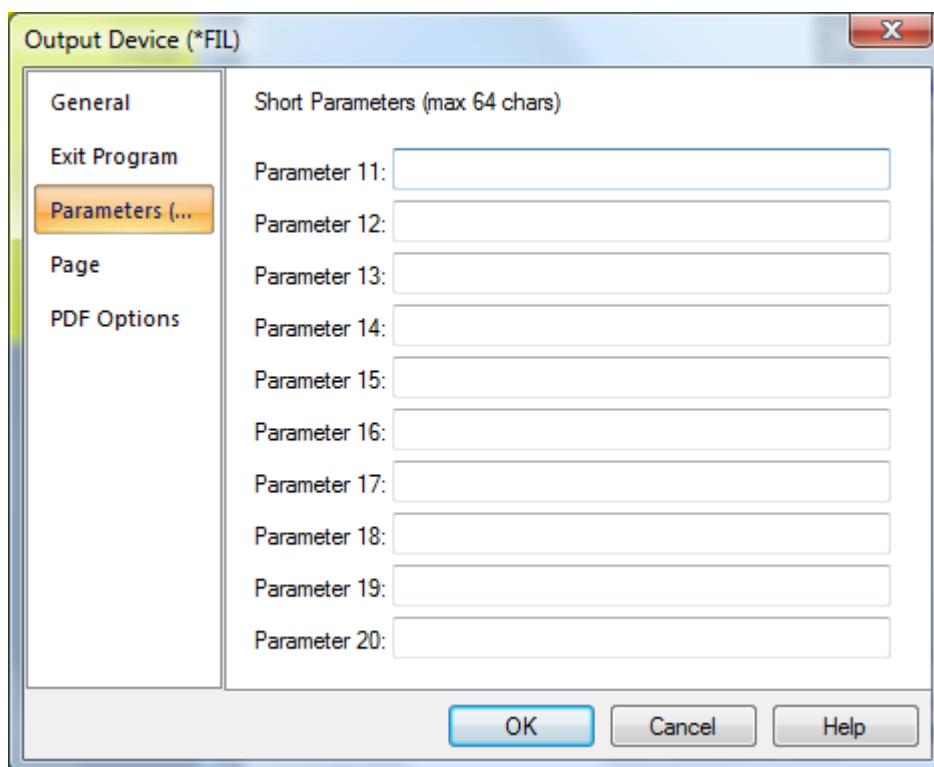 Output Device (*FIL)
General
Exit Program
Parameters (...
Page
PDF Options
Short Parameters (max 64 chars)
Parameter 11:
Parameter 12:
Parameter 13:
Parameter 14:
Parameter 15:
Parameter 16:
Parameter 17:
Parameter 18:
Parameter 19:
Parameter 20:
OK Cancel Help